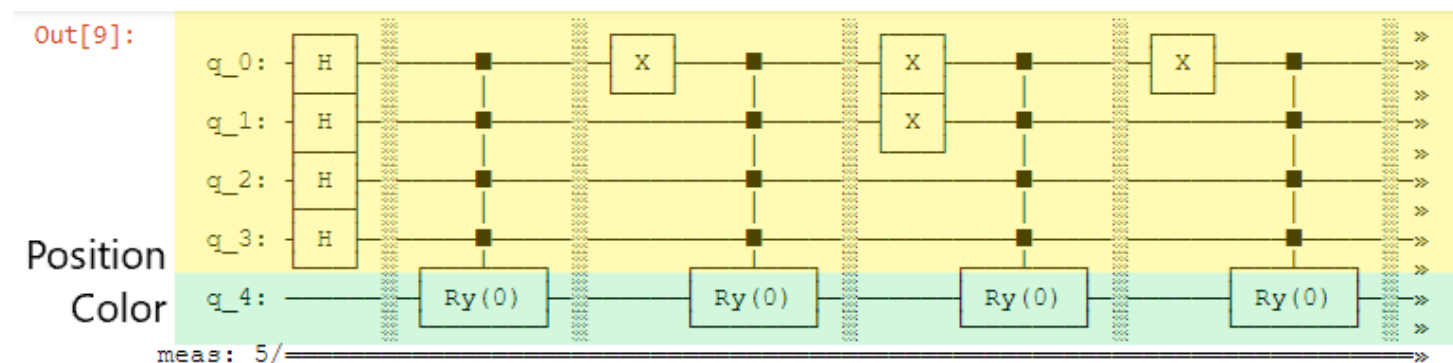 Out[9]:
q_0: H X X X »
q_1: H X »
q_2: H »
q_3: H »
Position
Color q_4: Ry(0) Ry(0) Ry(0) Ry(0) »
meas: 5/ »